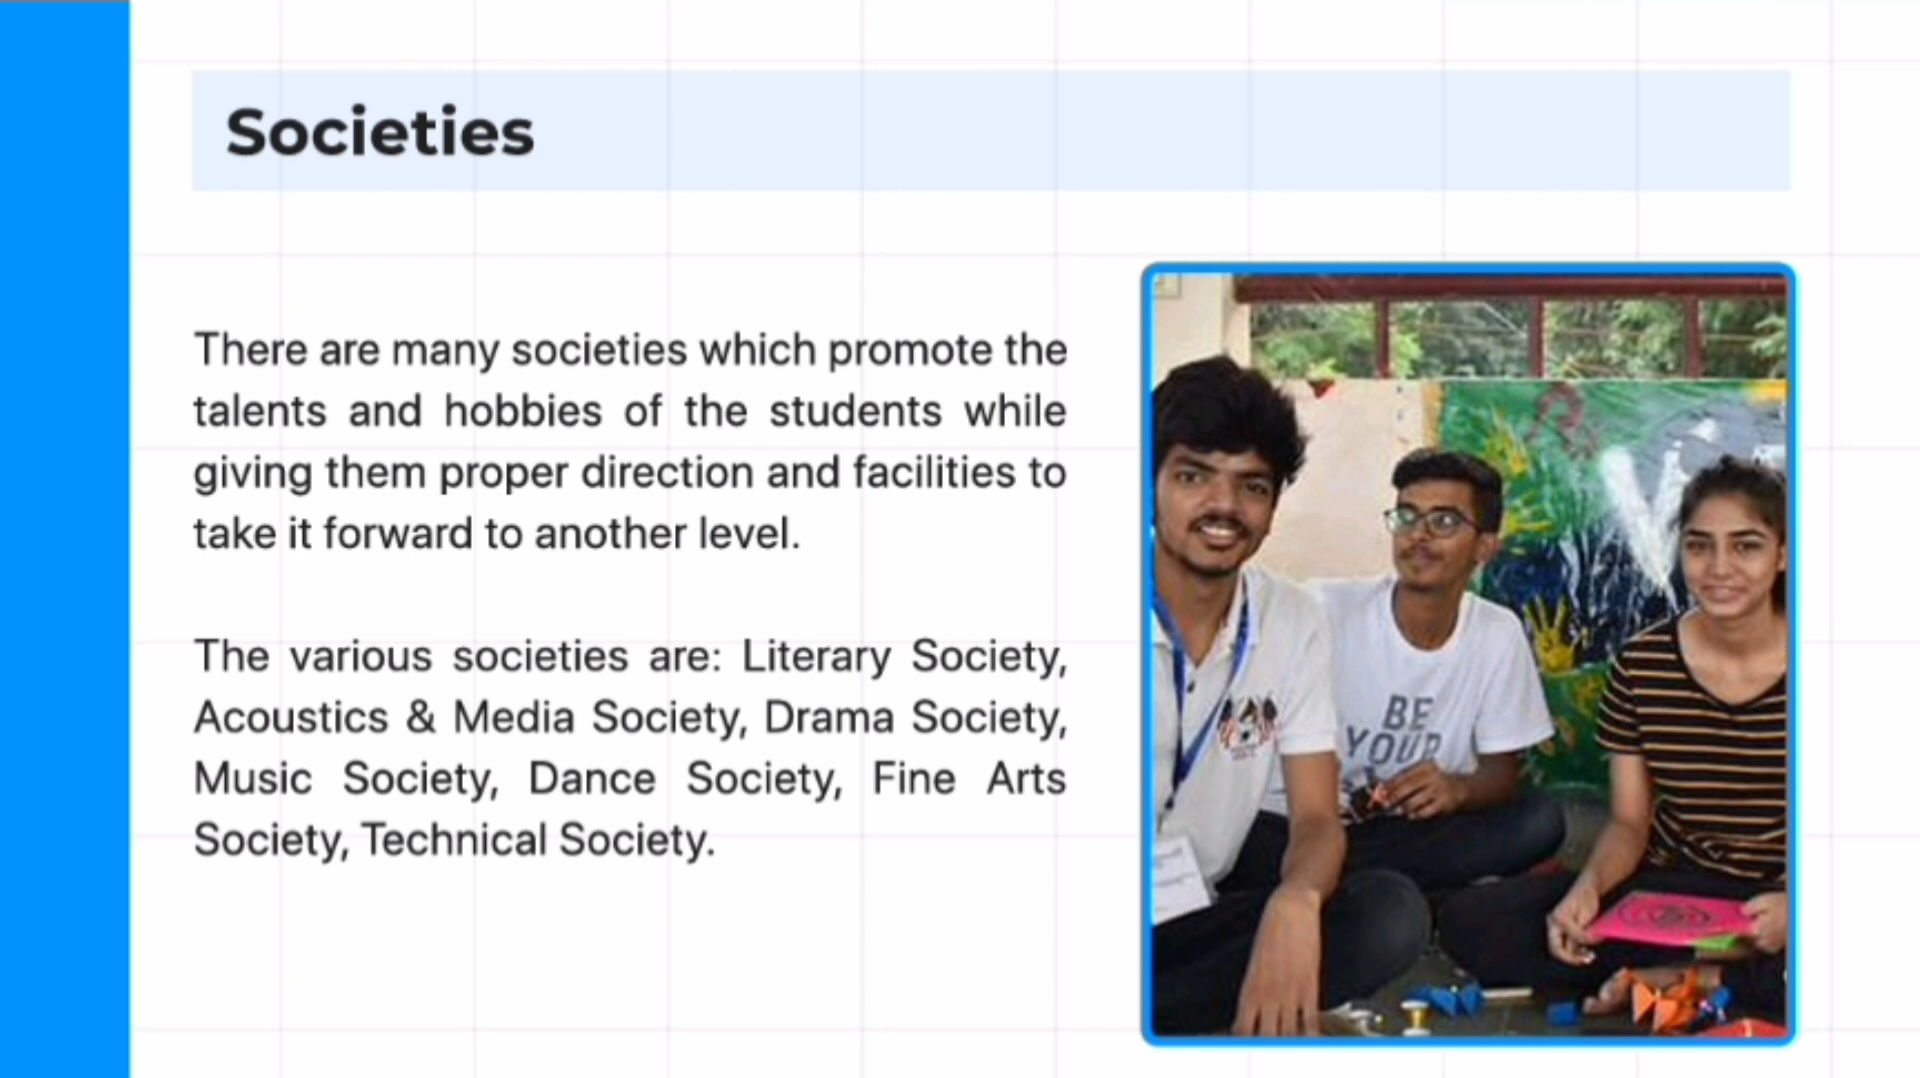 Societies
There are many societies which promote the
talents and hobbies of the students while
giving them proper direction and facilities to
take it forward to another level.
The various societies are: Literary Society,
Acoustics & Media Society, Drama Society,
Music Society, Dance Society, Fine Arts
Society, Technical Society.
BE
YOUR